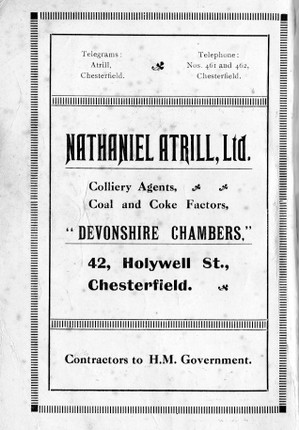 Telegrams:
Atrill,
Chesterfield.
Telephone:
Nos. 461 and 462,
Chesterfield.
NATHANIEL ATRILL, Ltd.
Colliery Agents,
Coal and Coke Factors,
"DEVONSHIRE CHAMBERS,"
42, Holywell St.,
Chesterfield.
Contractors to H.M. Government.